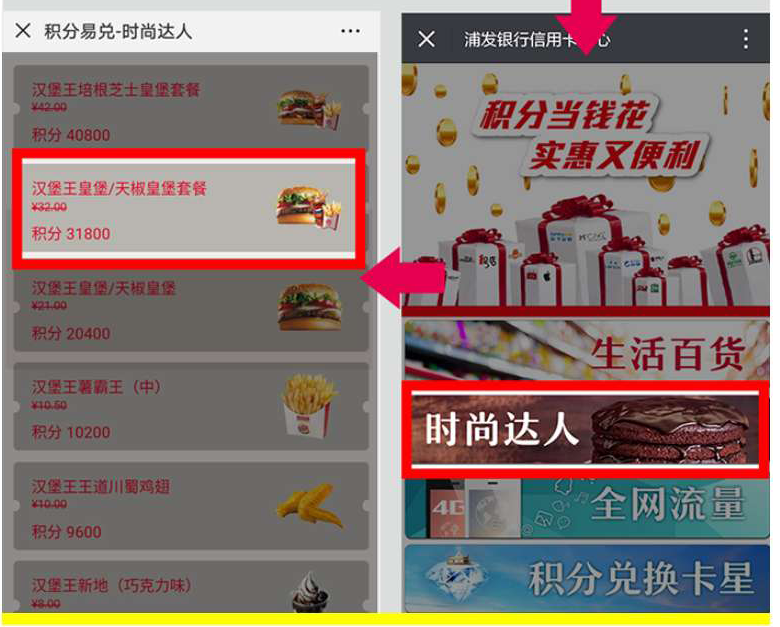 积分易兑-时尚达人
汉堡王培根芝士皇堡套餐
¥42.00
积分 40800
汉堡王皇堡/天椒皇堡套餐
¥32.00
积分 31800
汉堡王皇堡/天椒皇堡
¥21.00
积分 20400
汉堡王薯霸王（中）
¥10.50
积分 10200
汉堡王王道川蜀鸡翅
¥10.00
积分 9600
汉堡王新地（巧克力味）
¥8.00
浦发银行信用卡
心
积分当钱花
实惠又便利
生活百货
时尚达人
4G
全网流量
积分兑换卡星